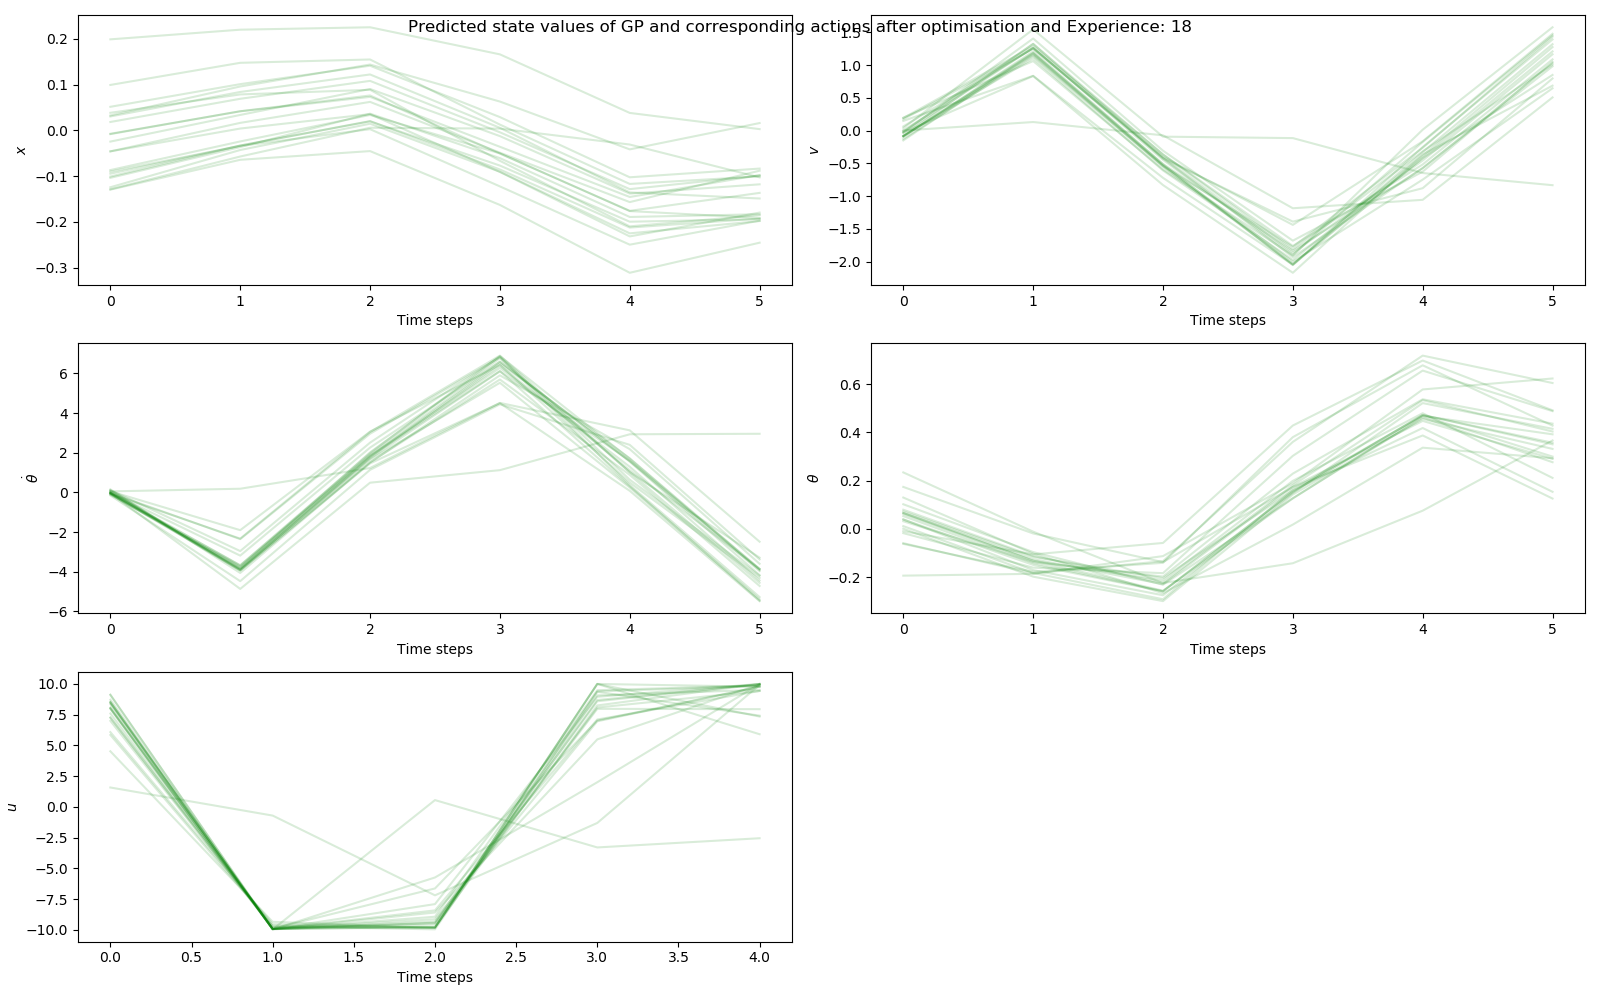 Predicted state values of GP and corresponding actions after optimisation and Experience: 18
0.2
0.1
0.0
−0.1
−0.2
−0.3
x
0 1 2 3 4 5
Time steps
1.5
1.0
0.5
0.0
−0.5
−1.0
−1.5
−2.0
v
0 1 2 3 4 5
Time steps
6
4
2
0
−2
−4
−6
θ̇
0 1 2 3 4 5
Time steps
0.6
0.4
0.2
0.0
−0.2
θ
0 1 2 3 4 5
Time steps
10.0
7.5
5.0
2.5
0.0
−2.5
−5.0
−7.5
−10.0
u
0.0 0.5 1.0 1.5 2.0 2.5 3.0 3.5 4.0
Time steps